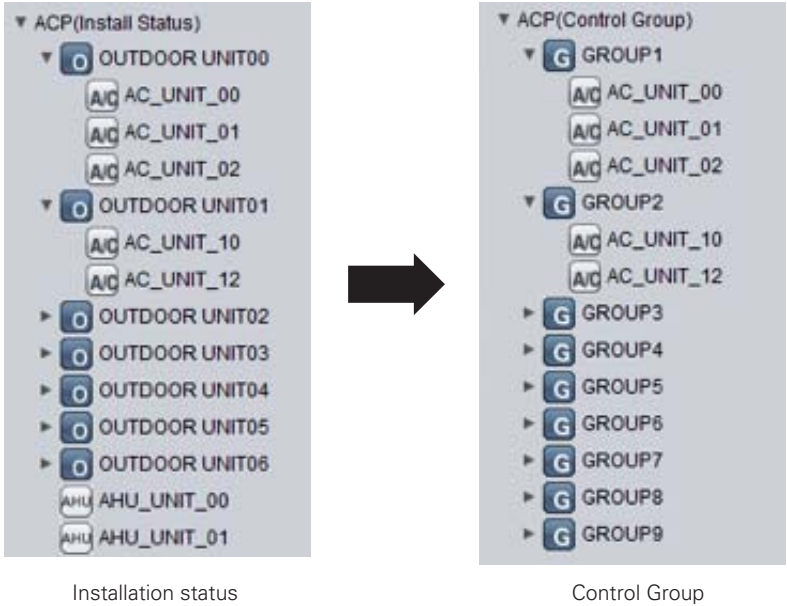 ACP(Install Status)
O OUTDOOR UNIT00
A/C AC_UNIT_00
A/C AC_UNIT_01
A/C AC_UNIT_02
O OUTDOOR UNIT01
A/C AC_UNIT_10
A/C AC_UNIT_12
O OUTDOOR UNIT02
O OUTDOOR UNIT03
O OUTDOOR UNIT04
O OUTDOOR UNIT05
O OUTDOOR UNIT06
AHU AHU_UNIT_00
AHU AHU_UNIT_01
Installation status
ACP(Control Group)
G GROUP1
A/C AC_UNIT_00
A/C AC_UNIT_01
A/C AC_UNIT_02
G GROUP2
A/C AC_UNIT_10
A/C AC_UNIT_12
G GROUP3
G GROUP4
G GROUP5
G GROUP6
G GROUP7
G GROUP8
G GROUP9
Control Group